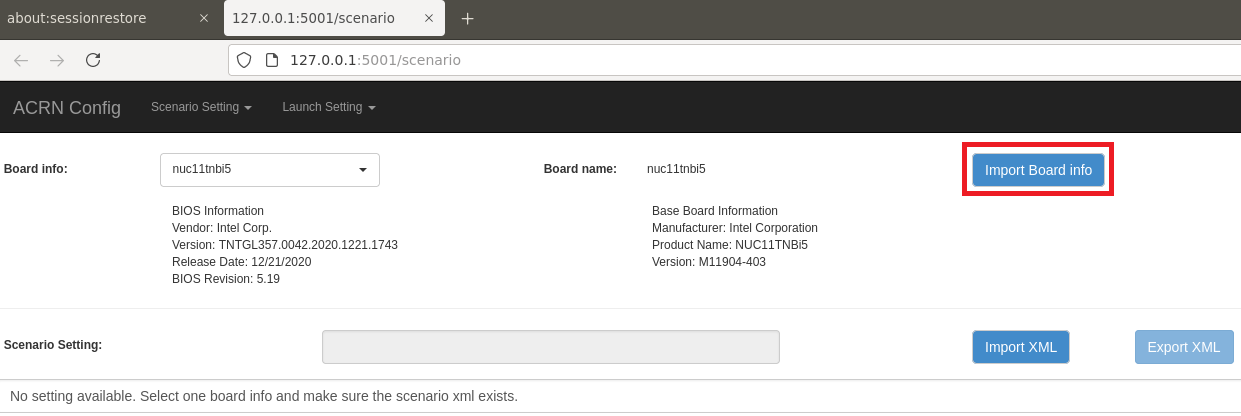 about:sessionrestore
127.0.0.1:5001/scenario
127.0.0.1:5001/scenario
ACRN Config Scenario Setting Launch Setting
Board info: nuc11tnbi5 Board name: nuc11tnbi5 Import Board info
BIOS Information
Vendor: Intel Corp.
Version: TNTGL357.0042.2020.1221.1743
Release Date: 12/21/2020
BIOS Revision: 5.19
Base Board Information
Manufacturer: Intel Corporation
Product Name: NUC11TNBi5
Version: M11904-403
Scenario Setting: Import XML Export XML
No setting available. Select one board info and make sure the scenario xml exists.